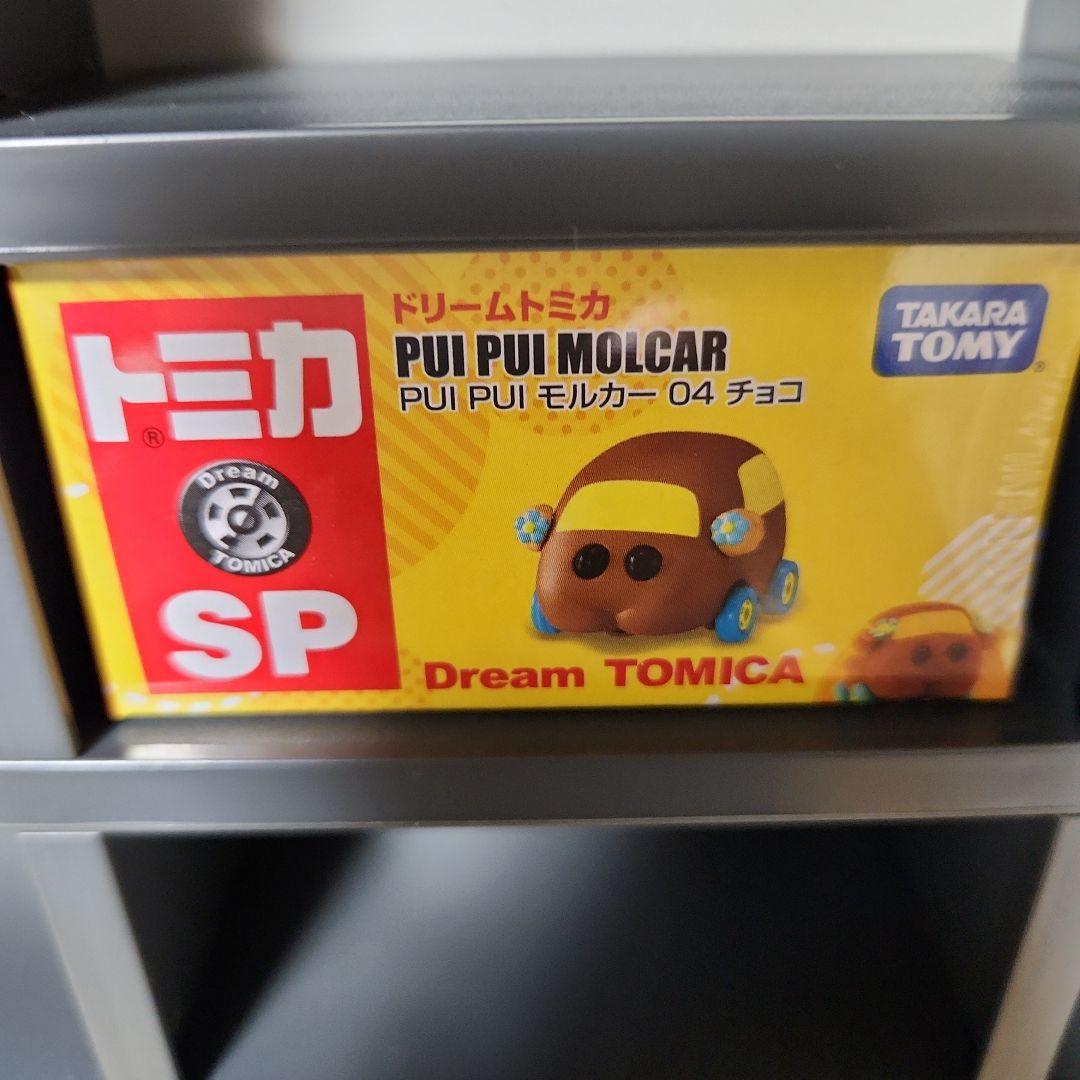 トミカ
®
Dream
TOMICA
SP
ドリームトミカ
PUI PUI MOLCAR
PUI PUI モルカー 04 チョコ
Dream TOMICA
TAKARA
TOMY®